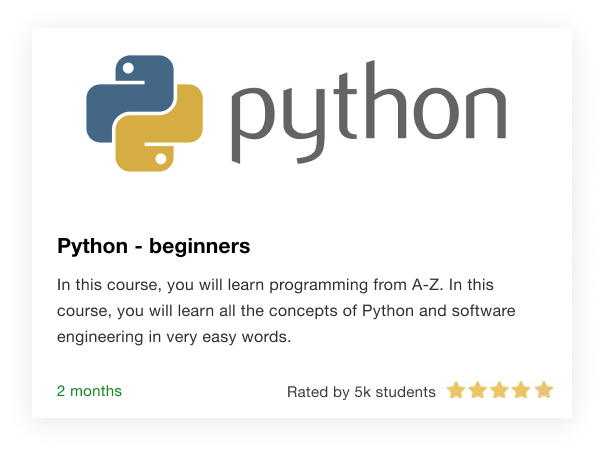 python
Python - beginners
In this course, you will learn programming from A-Z. In this
course, you will learn all the concepts of Python and software
engineering in very easy words.
2 months
Rated by 5k students